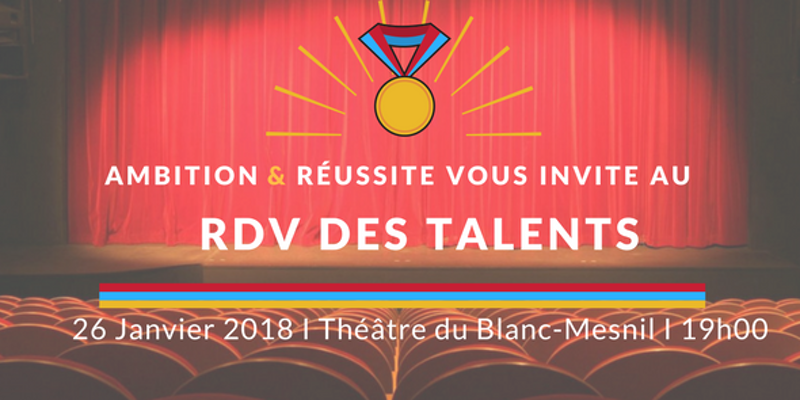 AMBITION & RÉUSSITE VOUS INVITE AU
RDV DES TALENTS
26 Janvier 2018 I Théâtre du Blanc-Mesnil I 19h00